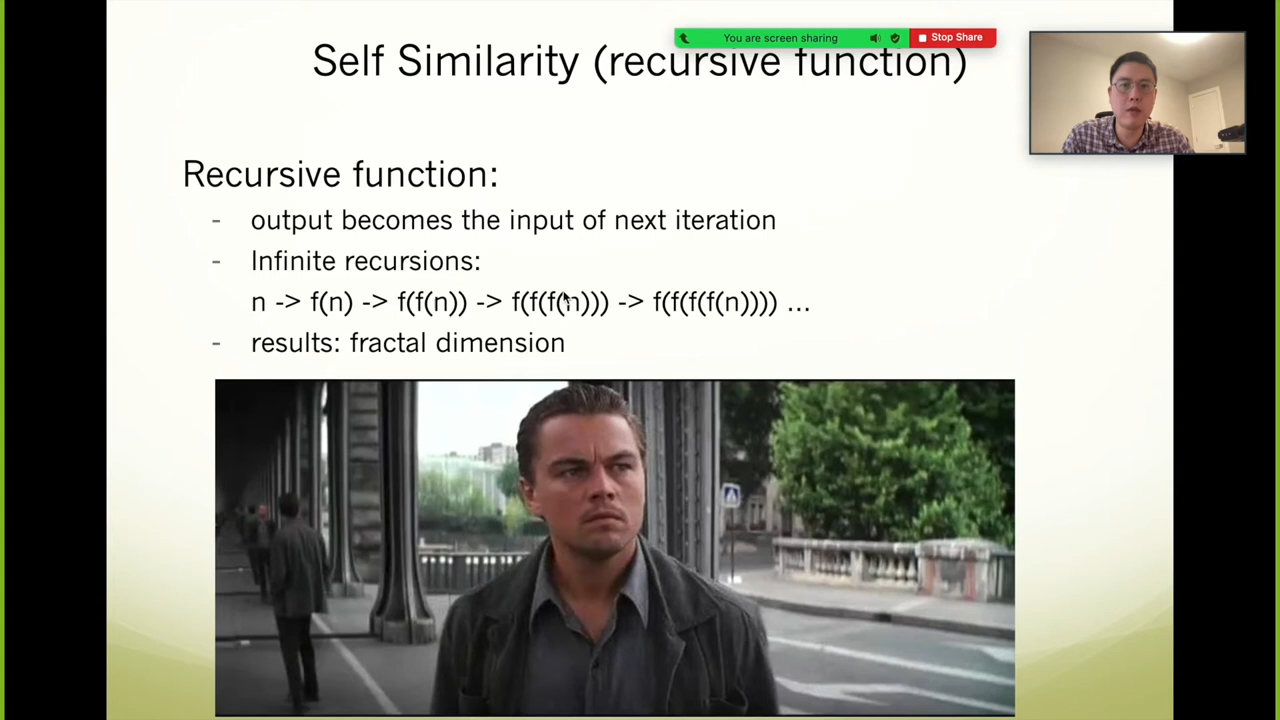 You are screen sharing
Stop Share
Self Similarity (recursive function)
Recursive function:
- output becomes the input of next iteration
- Infinite recursions:
n -> f(n) -> f(f(n)) -> f(f(f(n))) -> f(f(f(f(n)))) ...
- results: fractal dimension